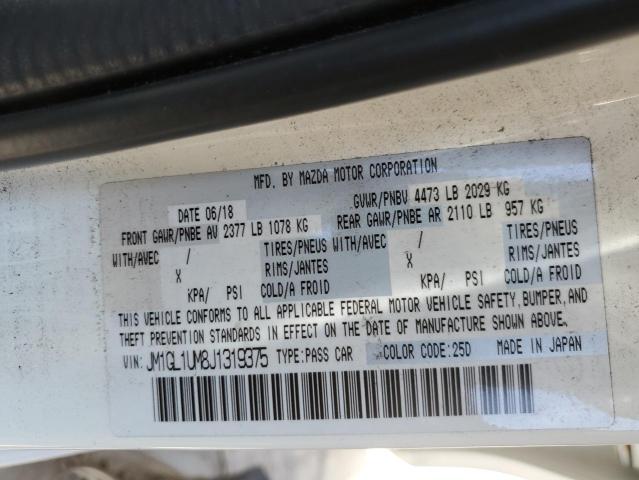 MFD. BY MAZDA MOTOR CORPORATION
DATE 06/18 GVWR/PNBV 4473 LB 2029 KG
FRONT GAWR/PNBE AV 2377 LB 1078 KG REAR GAWR/PNBE AR 2110 LB 957 KG
WITH/AVEC / TIRES/PNEUS WITH/AVEC / TIRES/PNEUS
X RIMS/JANTES X RIMS/JANTES
KPA/ PSI COLD/A FROID KPA/ PSI COLD/A FROID
THIS VEHICLE CONFORMS TO ALL APPLICABLE FEDERAL MOTOR VEHICLE SAFETY, BUMPER, AND
THEFT PREVENTION STANDARDS IN EFFECT ON THE DATE OF MANUFACTURE SHOWN ABOVE.
VIN: JM1GL1UM8J1319375 TYPE: PASS CAR COLOR CODE: 25D MADE IN JAPAN